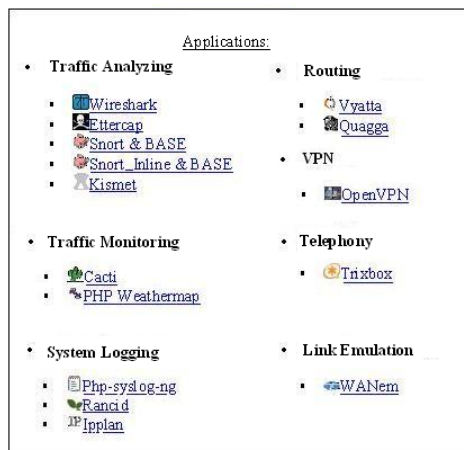 Applications:
Traffic Analyzing
Wireshark
Ettercap
Snort & BASE
Snort_Inline & BASE
Kismet
Traffic Monitoring
Cacti
PHP Weathermap
System Logging
Php-syslog-ng
Rancid
IP Ipplan
Routing
Vyatta
Quagga
VPN
OpenVPN
Telephony
Trixbox
Link Emulation
WANem